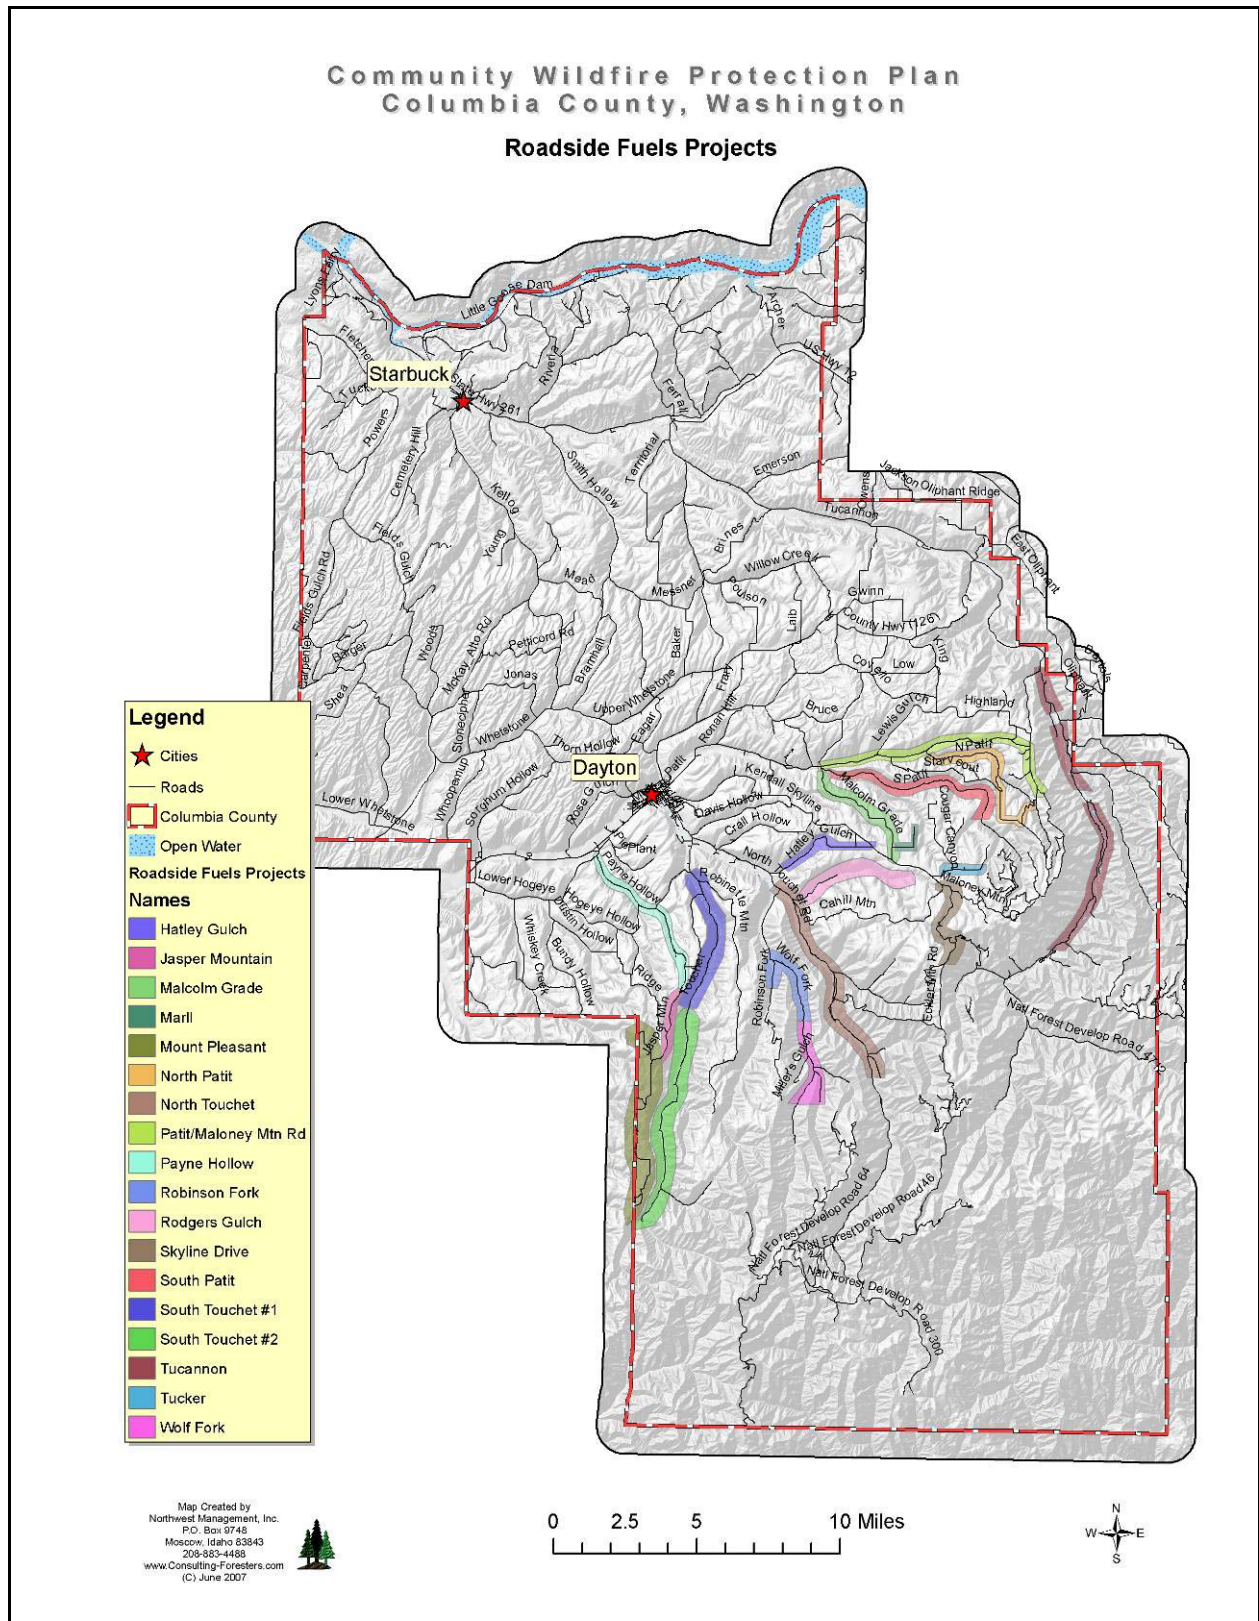 Community Wildfire Protection Plan
Columbia County, Washington
Roadside Fuels Projects
Lyons Ferry
Little Goose Dam
Archer
US Hwy 12
Fletcher
Starbuck
State Hwy 261
Riveria
Ferrall
Powers
Cemetery Hill
Kellog
Smith Hollow
Territorial
Emerson
Owens
Jackson Oliphant Ridge
Tucannon
East Oliphant
Fields Gulch
Young
Brines
Willow Creek
Mead
Messner
Poulson
Gwinn
Fields Gulch Rd
Laib
County Hwy (126)
King
Carpenter
Barger
Woods
McKay Alto Rd
Petticord Rd
Bramhall
Baker
Frary
Covello
Low
Oliphant
Shea
Jonas
Upper Whetstone
Bruce
Lewis Gulch
Highland
Stonecipher
Whetstone
Thorn Hollow
Eagar
Ronan Hill
Dayton
Patit
N Patit
Starveout
S Patit
Whoopemup
Sorghum Hollow
Rose Gulch
Kendall Skyline
Malcolm Grade
Lower Whetstone
Davis Hollow
Crall Hollow
Cougar Canyon
Hatley Gulch
Maloney Mtn
Payne Hollow
North Touchet Rd
Robinette Mtn
Cahill Mtn
Lower Hogeye
Hogeye Hollow
Dustin Hollow
Whiskey Creek
Bundy Hollow
Ridge
Touchet
Jasper Mtn
Robinson Fork
Wolf Fork
Eckler Mtn Rd
Miller's Gulch
Natl Forest Develop Road 4712
Natl Forest Develop Road 64
Natl Forest Develop Road 46
Natl Forest Develop Road 300
Legend
Cities
Roads
Columbia County
Open Water
Roadside Fuels Projects
Names
Hatley Gulch
Jasper Mountain
Malcolm Grade
Marll
Mount Pleasant
North Patit
North Touchet
Patit/Maloney Mtn Rd
Payne Hollow
Robinson Fork
Rodgers Gulch
Skyline Drive
South Patit
South Touchet #1
South Touchet #2
Tucannon
Tucker
Wolf Fork
Map Created by
Northwest Management, Inc.
P.O. Box 9748
Moscow, Idaho 83843
208-883-4488
www.Consulting-Foresters.com
(C) June 2007
0 2.5 5 10 Miles
N
W E
S